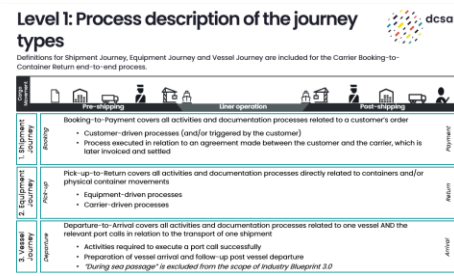 Level 1: Process description of the journey
types
dcsa
Definitions for Shipment Journey, Equipment Journey and Vessel Journey are included for the Carrier Booking-to-
Container Return end-to-end process.
Cargo
Movement
Pre-shipping
Liner operation
Post-shipping
1. Shipment
Journey
Booking
Booking-to-Payment covers all activities and documentation processes related to a customer's order
• Customer-driven processes (and/or triggered by the customer)
• Process executed in relation to an agreement made between the customer and the carrier, which is
later invoiced and settled
Payment
2. Equipment
Journey
Pick-up
Pick-up-to-Return covers all activities and documentation processes directly related to containers and/or
physical container movements
• Equipment-driven processes
• Carrier-driven processes
Return
3. Vessel
Journey
Departure
Departure-to-Arrival covers all activities and documentation processes related to one vessel AND the
relevant port calls in relation to the transport of one shipment
• Activities required to execute a port call successfully
• Preparation of vessel arrival and follow-up post vessel departure
• "During sea passage" is excluded from the scope of Industry Blueprint 3.0
Arrival